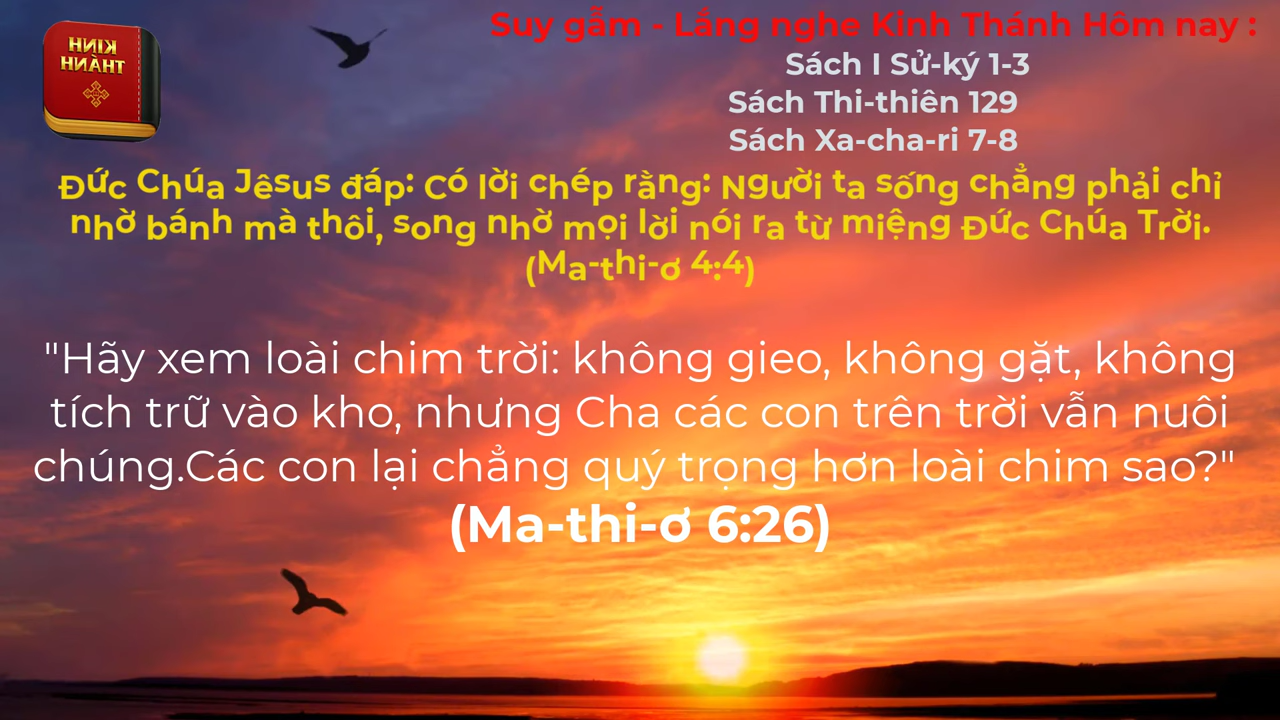 Suy gẫm - Lắng nghe Kinh Thánh Hôm nay :
KINH
THÀNH
Sách I Sử-ký 1-3
Sách Thi-thiên 129
Sách Xa-cha-ri 7-8
Đức Chúa Jêsus đáp: Có lời chép rằng: Người ta sống chẳng phải chỉ
nhờ bánh mà thôi, song nhờ mọi lời nói ra từ miệng Đức Chúa Trời.
(Ma-thi-ơ 4:4)
"Hãy xem loài chim trời: không gieo, không gặt, không
tích trữ vào kho, nhưng Cha các con trên trời vẫn nuôi
chúng.Các con lại chẳng quý trọng hơn loài chim sao?"
(Ma-thi-ơ 6:26)